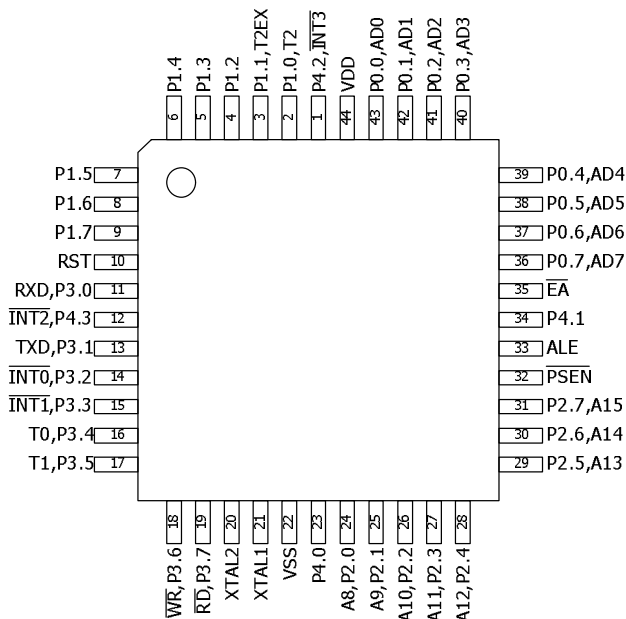 P1.4
P1.3
P1.2
P1.1,T2EX
P1.0,T2
P4.2,INT3
VDD
P0.0,AD0
P0.1,AD1
P0.2,AD2
P0.3,AD3
6
5
4
3
2
1
44
43
42
41
40
P1.5 7
P1.6 8
P1.7 9
RST 10
RXD,P3.0 11
INT2,P4.3 12
TXD,P3.1 13
INT0,P3.2 14
INT1,P3.3 15
T0,P3.4 16
T1,P3.5 17
39 P0.4,AD4
38 P0.5,AD5
37 P0.6,AD6
36 P0.7,AD7
35 EA
34 P4.1
33 ALE
32 PSEN
31 P2.7,A15
30 P2.6,A14
29 P2.5,A13
18
19
20
21
22
23
24
25
26
27
28
WR,P3.6
RD,P3.7
XTAL2
XTAL1
VSS
P4.0
A8,P2.0
A9,P2.1
A10,P2.2
A11,P2.3
A12,P2.4